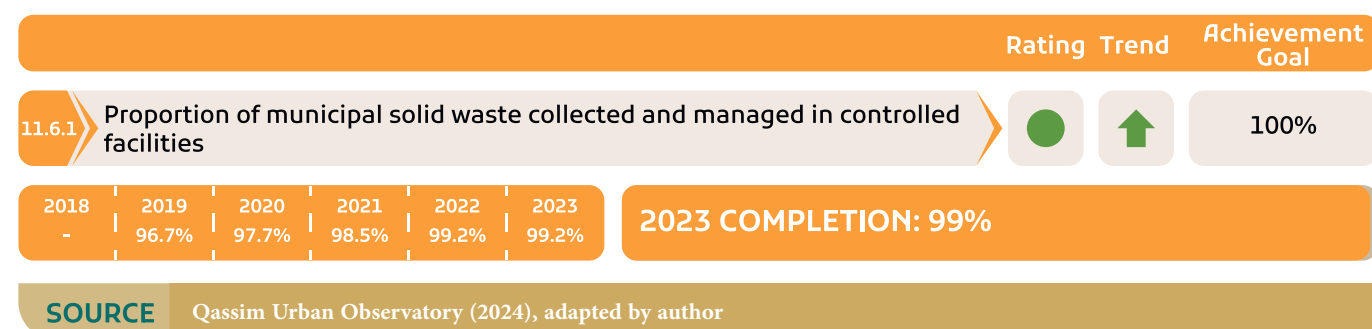 Rating Trend Achievement
Goal
11.6.1 Proportion of municipal solid waste collected and managed in controlled
facilities
100%
2018 2019 2020 2021 2022 2023
- 96.7% 97.7% 98.5% 99.2% 99.2%
2023 COMPLETION: 99%
SOURCE Qassim Urban Observatory (2024), adapted by author